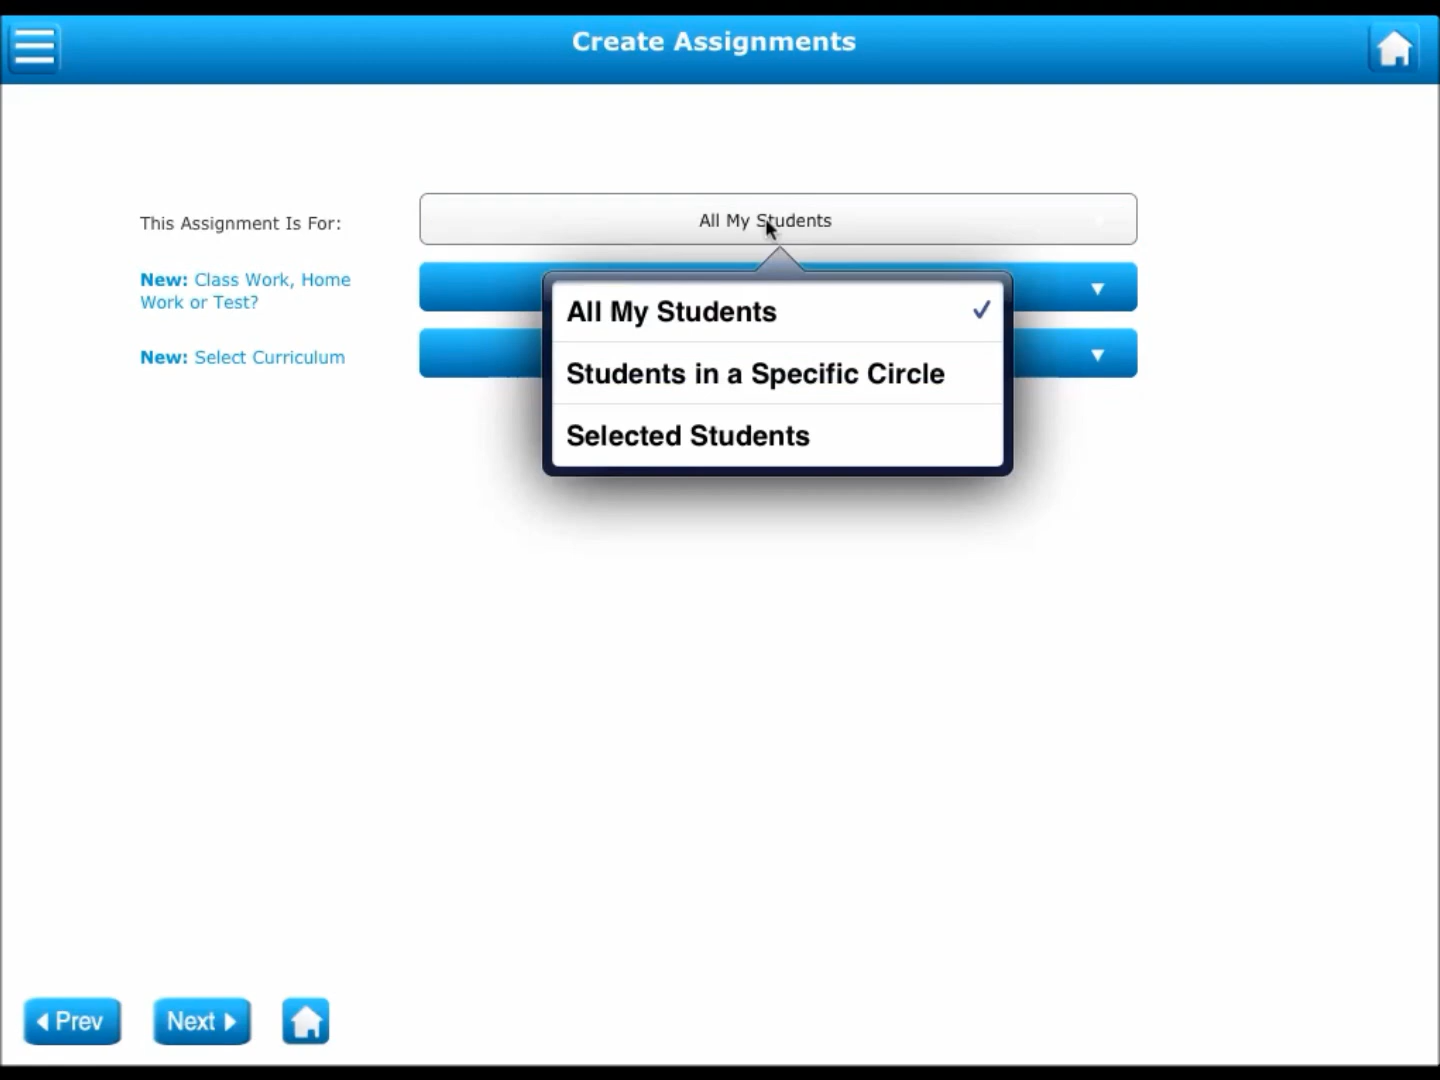 Create Assignments
This Assignment Is For:
All My Students
New: Class Work, Home
Work or Test?
New: Select Curriculum
All My Students
Students in a Specific Circle
Selected Students
Prev
Next